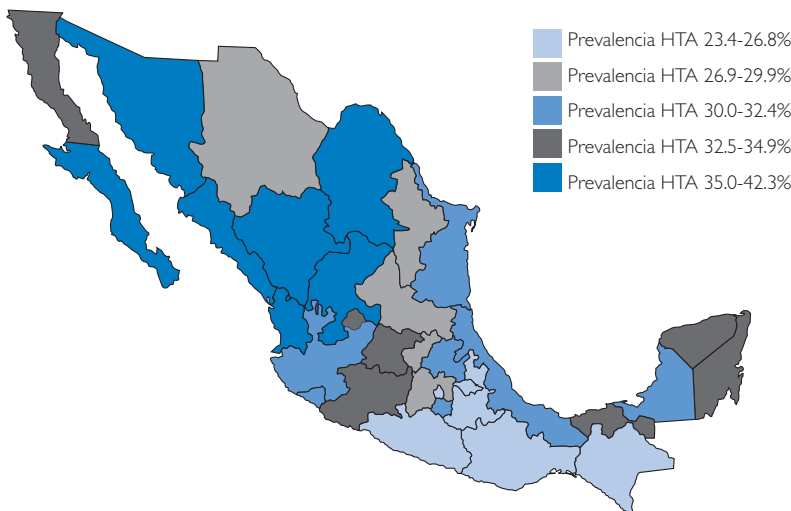 Prevalencia HTA 23.4-26.8%
Prevalencia HTA 26.9-29.9%
Prevalencia HTA 30.0-32.4%
Prevalencia HTA 32.5-34.9%
Prevalencia HTA 35.0-42.3%